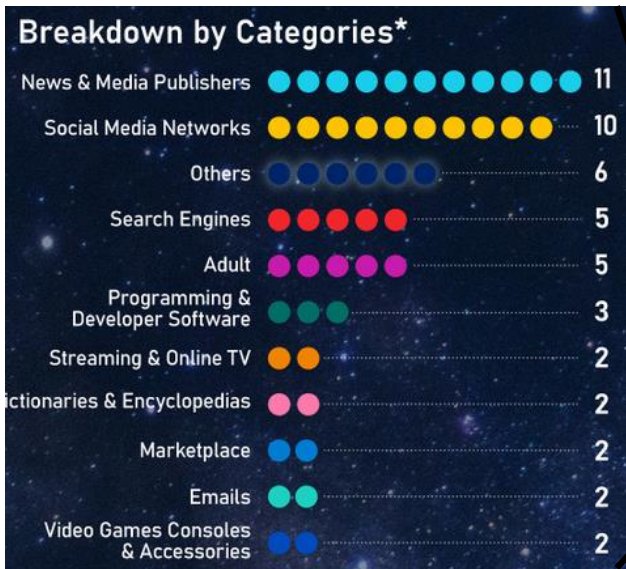 Breakdown by Categories*
News & Media Publishers 11
Social Media Networks 10
Others 6
Search Engines 5
Adult 5
Programming &
Developer Software 3
Streaming & Online TV 2
ictionaries & Encyclopedias 2
Marketplace 2
Emails 2
Video Games Consoles
& Accessories 2